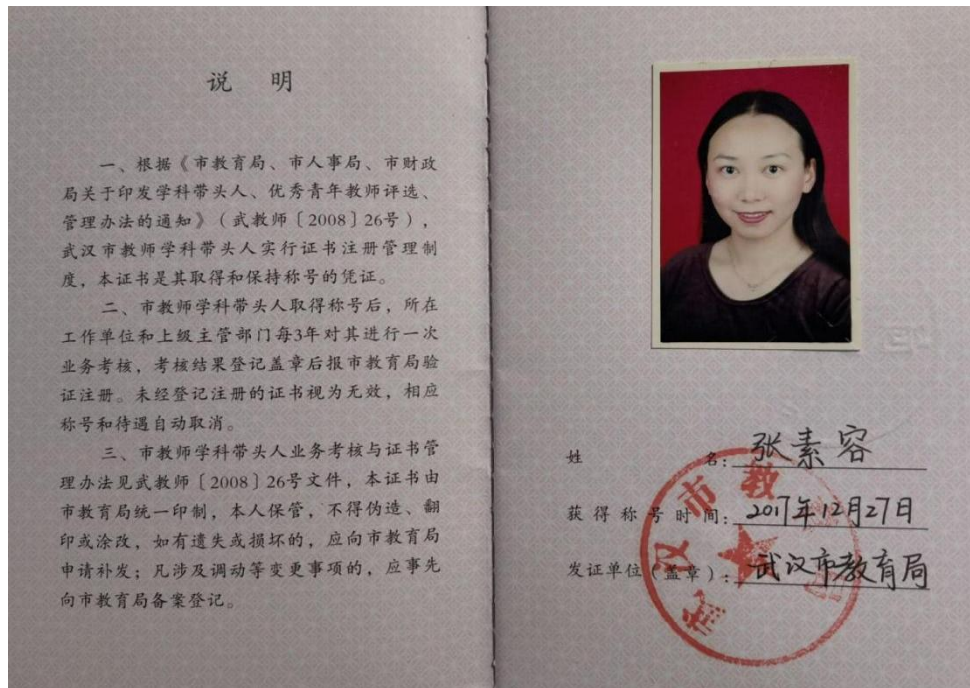 说 明
一、根据《市教育局、市人事局、市财政
局关于印发学科带头人、优秀青年教师评选、
管理办法的通知》（武教师〔2008〕26号），
武汉市教师学科带头人实行证书注册管理制
度，本证书是其取得和保持称号的凭证。
二、市教师学科带头人取得称号后，所在
工作单位和上级主管部门每3年对其进行一次
业务考核，考核结果登记盖章后报市教育局验
证注册。未经登记注册的证书视为无效，相应
称号和待遇自动取消。
三、市教师学科带头人业务考核与证书管
理办法见武教师〔2008〕26号文件，本证书由
市教育局统一印制，本人保管，不得伪造、翻
印或涂改，如有遗失或损坏的，应向市教育局
申请补发；凡涉及调动等变更事项的，应事先
向市教育局备案登记。
姓 名：张素容
获得称号时间：2017年12月27日
发证单位（盖章）：武汉市教育局
武汉市教